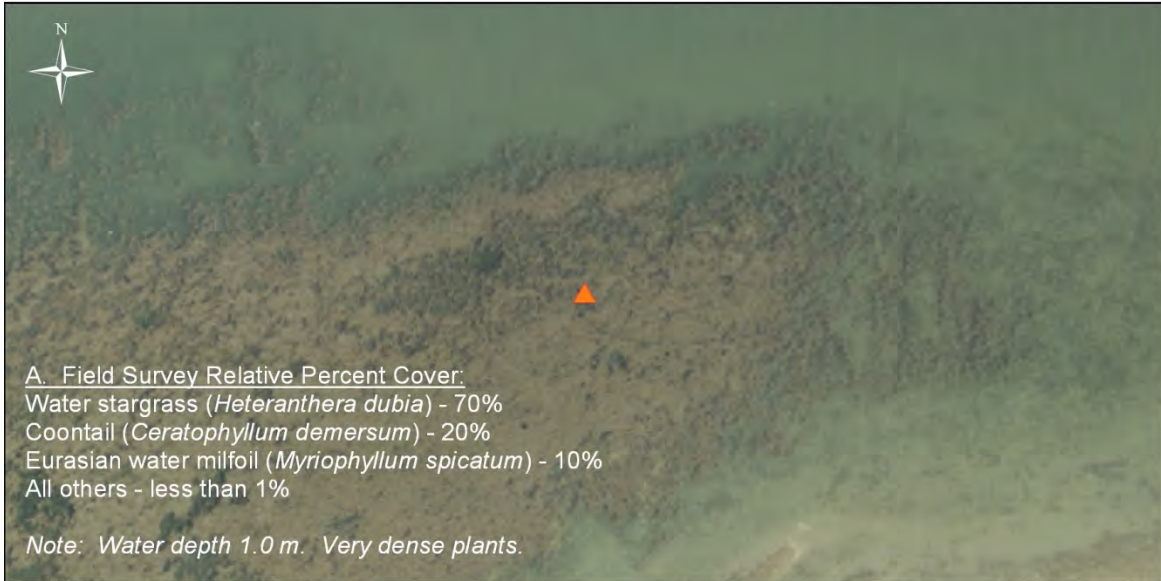 N
A. Field Survey Relative Percent Cover:
Water stargrass (Heteranthera dubia) - 70%
Coontail (Ceratophyllum demersum) - 20%
Eurasian water milfoil (Myriophyllum spicatum) - 10%
All others - less than 1%
Note: Water depth 1.0 m. Very dense plants.